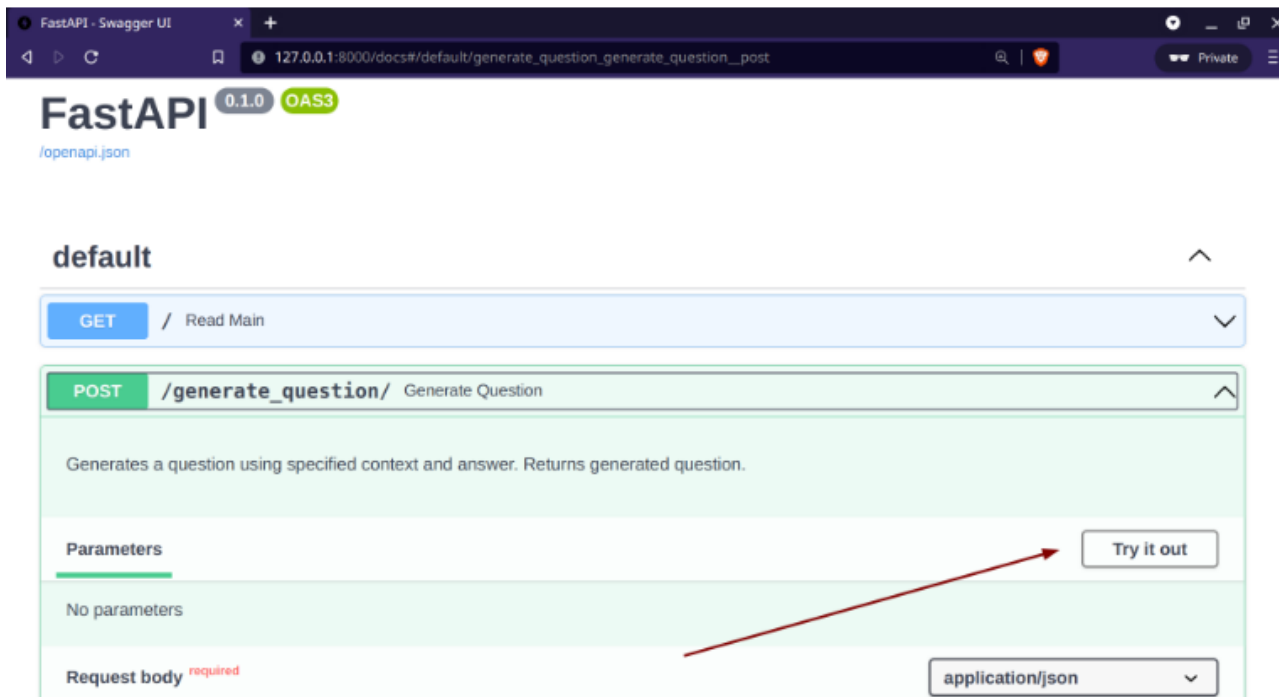 FastAPI - Swagger UI
127.0.0.1:8000/docs#/default/generate_question_generate_question__post
Private
FastAPI 0.1.0 OAS3
/openapi.json
default
GET / Read Main
POST /generate_question/ Generate Question
Generates a question using specified context and answer. Returns generated question.
Parameters
Try it out
No parameters
Request body required
application/json